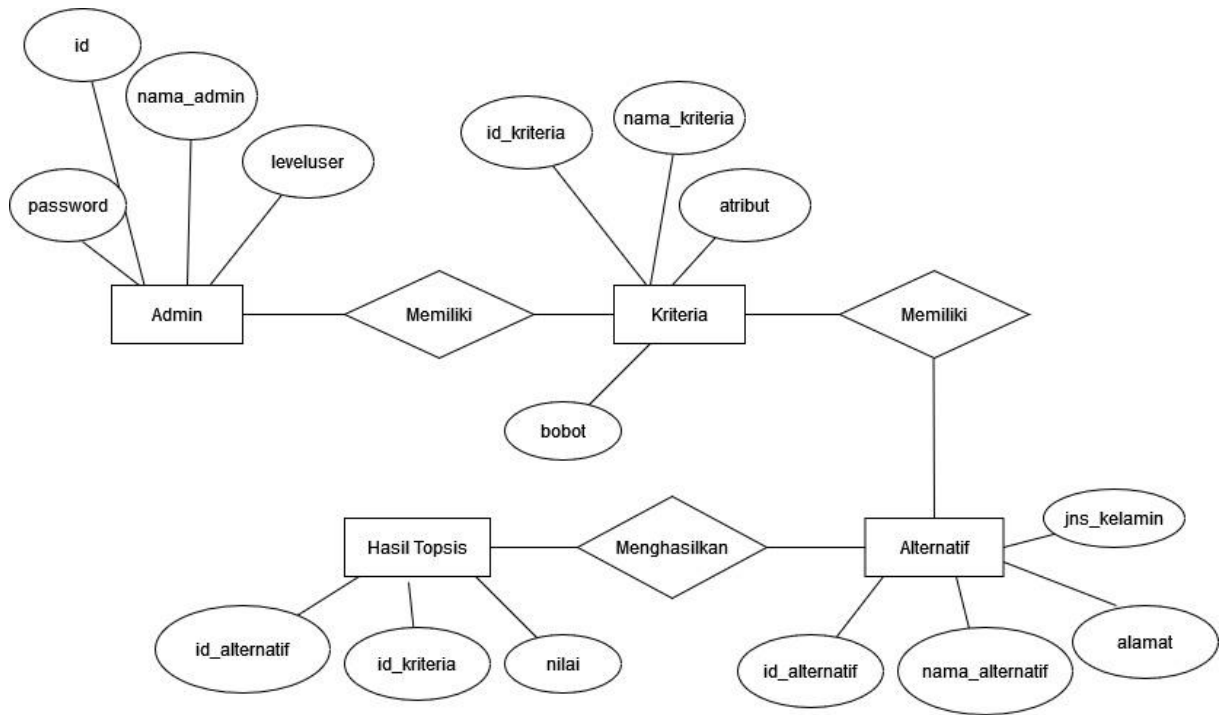 id
nama_admin
leveluser
password
id_kriteria
nama_kriteria
atribut
Admin
Memiliki
Kriteria
Memiliki
bobot
Hasil Topsis
Menghasilkan
Alternatif
jns_kelamin
id_alternatif
id_kriteria
nilai
id_alternatif
nama_alternatif
alamat